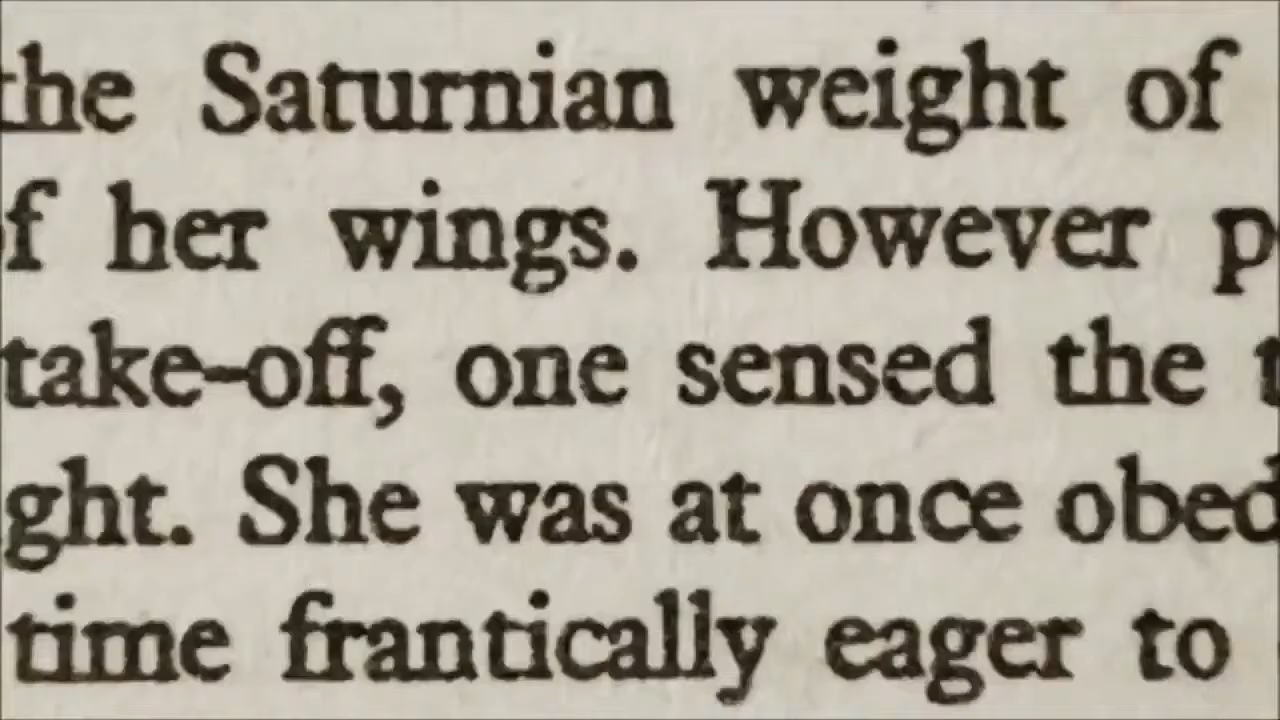 the Saturnian weight of
f her wings. However p
take-off, one sensed the t
ght. She was at once obed
time frantically eager to